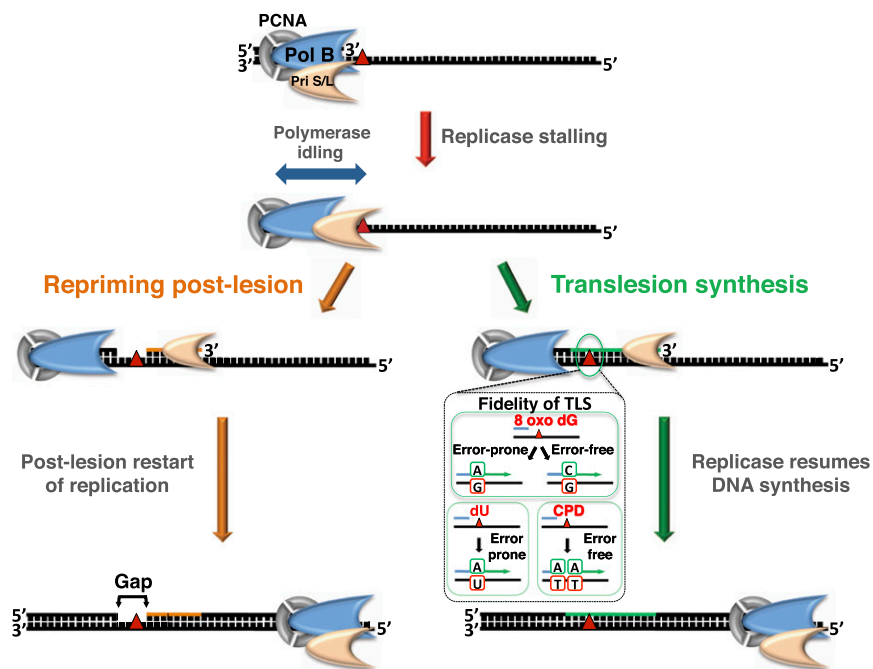 PCNA
5’
3’
Pol B
3’
Pri S/L
5’
Polymerase
idling
Replicase stalling
5’
Repriming post-lesion
Translesion synthesis
3’
5’
3’
5’
Fidelity of TLS
8 oxo dG
Error-prone
Error-free
A
G
C
G
dU
Error
prone
A
U
CPD
Error
free
A A
T T
Post-lesion restart
of replication
Replicase resumes
DNA synthesis
Gap
5’
3’
5’
5’
3’
5’